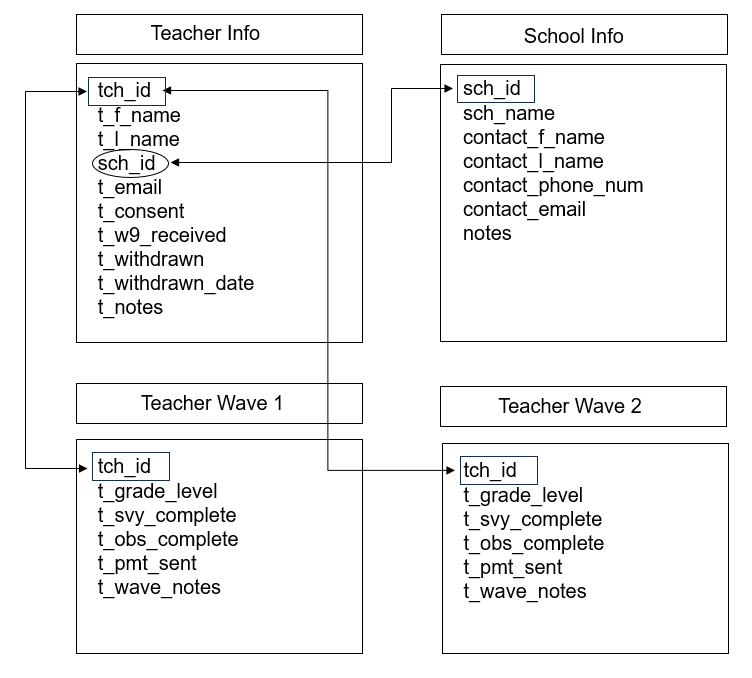 Teacher Info
tch_id
t_f_name
t_l_name
sch_id
t_email
t_consent
t_w9_received
t_withdrawn
t_withdrawn_date
t_notes
School Info
sch_id
sch_name
contact_f_name
contact_l_name
contact_phone_num
contact_email
notes
Teacher Wave 1
tch_id
t_grade_level
t_svy_complete
t_obs_complete
t_pmt_sent
t_wave_notes
Teacher Wave 2
tch_id
t_grade_level
t_svy_complete
t_obs_complete
t_pmt_sent
t_wave_notes